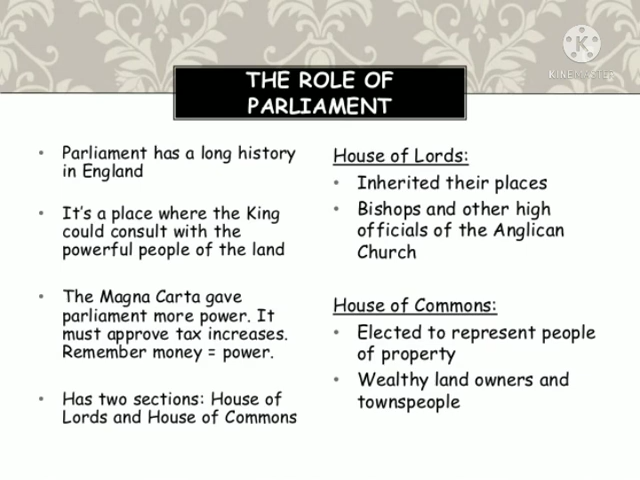 K
KINEMASTER
THE ROLE OF
PARLIAMENT
• Parliament has a long history
in England
• It's a place where the King
could consult with the
powerful people of the land
• The Magna Carta gave
parliament more power. It
must approve tax increases.
Remember money = power.
• Has two sections: House of
Lords and House of Commons
House of Lords:
• Inherited their places
• Bishops and other high
officials of the Anglican
Church
House of Commons:
• Elected to represent people
of property
• Wealthy land owners and
townspeople